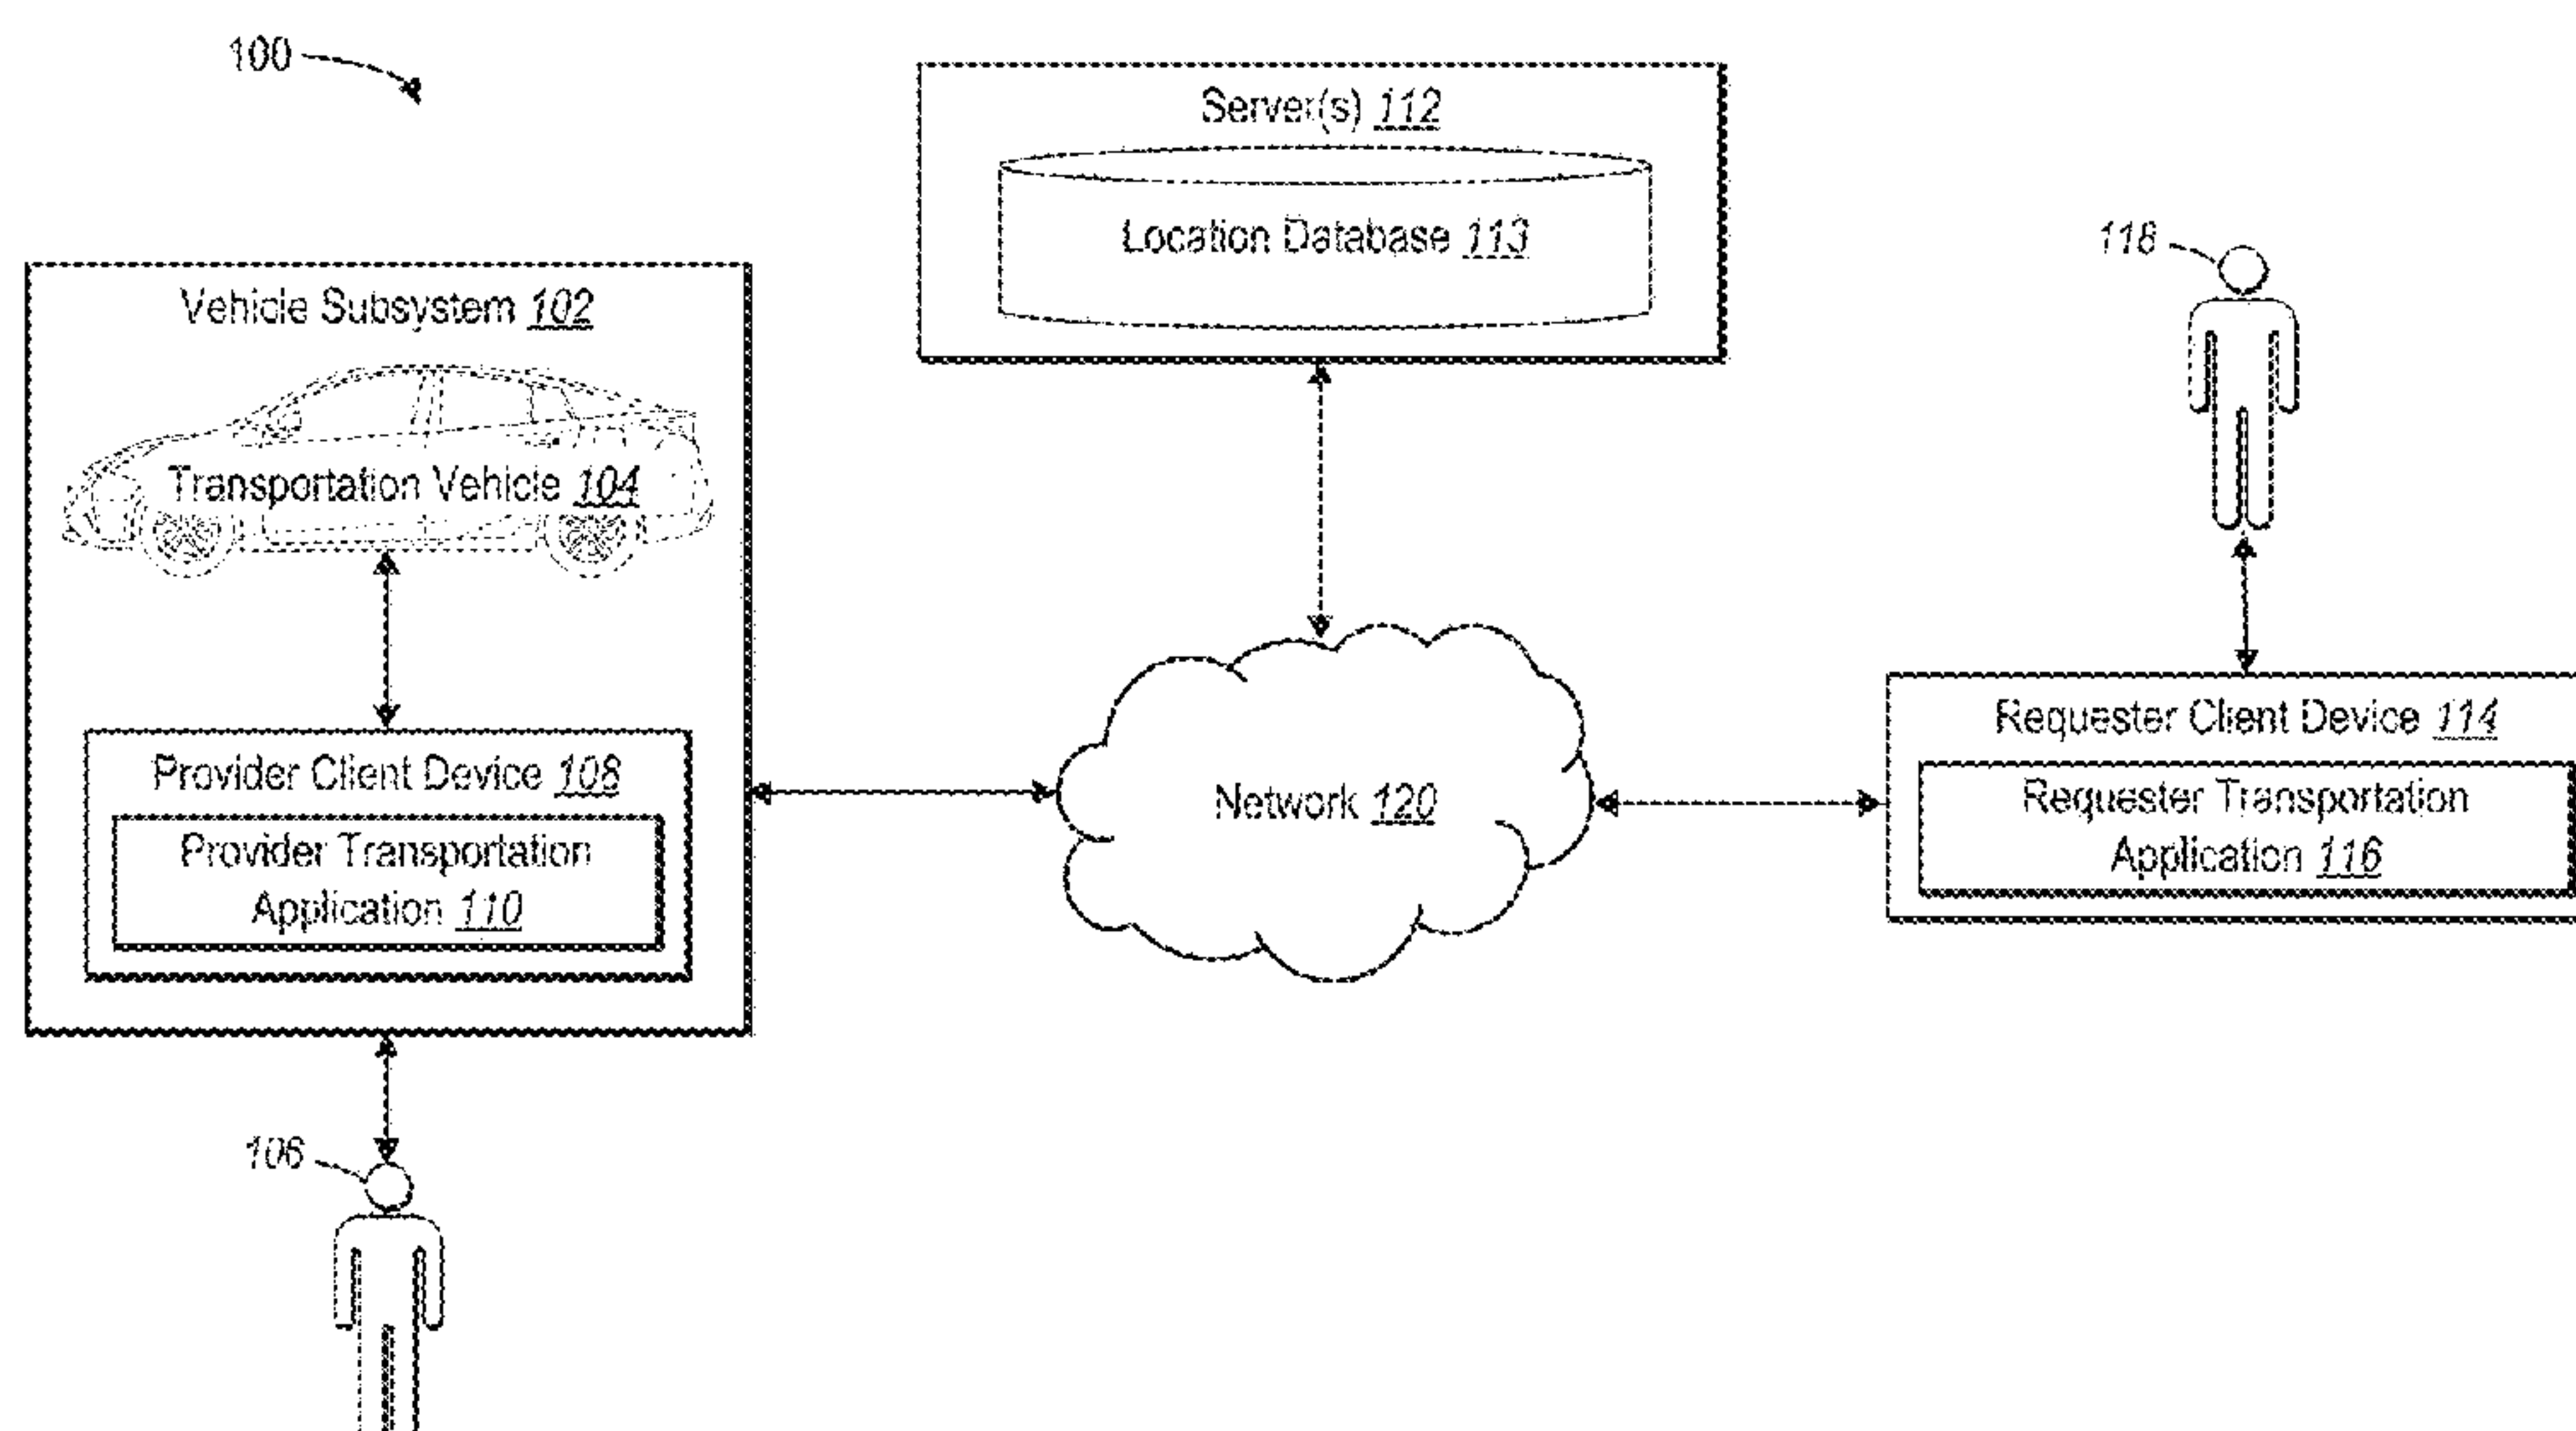 100
Server(s) 112
Location Database 113
118
Vehicle Subsystem 102
Transportation Vehicle 104
Provider Client Device 108
Provider Transportation
Application 110
Network 120
Requester Client Device 114
Requester Transportation
Application 116
106